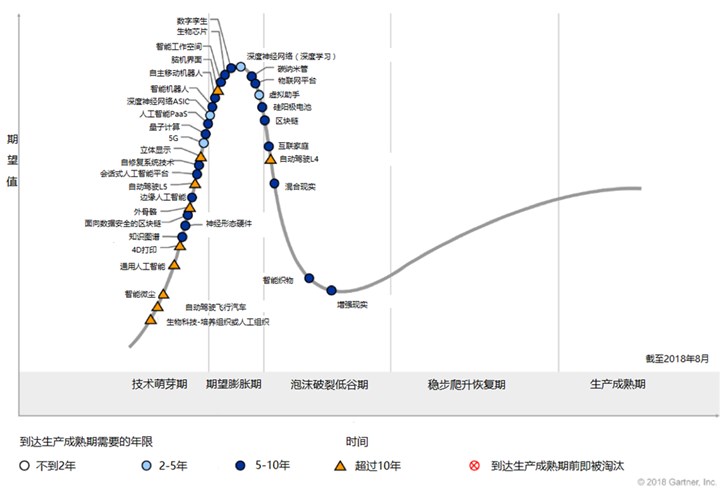 数字孪生
生物芯片
智能工作空间
脑机界面
自主移动机器人
智能机器人
深度神经网络ASIC
人工智能PaaS
量子计算
5G
立体显示
自修复系统技术
会话式人工智能平台
自动驾驶L5
边缘人工智能
外骨骼
面向数据安全的区块链
神经形态硬件
知识图谱
4D打印
通用人工智能
智能微尘
自动驾驶飞行汽车
生物科技-培养组织或人工组织
深度神经网络(深度学习)
碳纳米管
物联网平台
虚拟助手
硅阳极电池
区块链
互联家庭
自动驾驶L4
混合现实
智能织物
增强现实
期望值
截至2018年8月
技术萌芽期 期望膨胀期 泡沫破裂低谷期 稳步爬升恢复期 生产成熟期
到达生产成熟期需要的年限 时间
不到2年 2-5年 5-10年 超过10年 到达生产成熟期前即被淘汰
© 2018 Gartner, Inc.